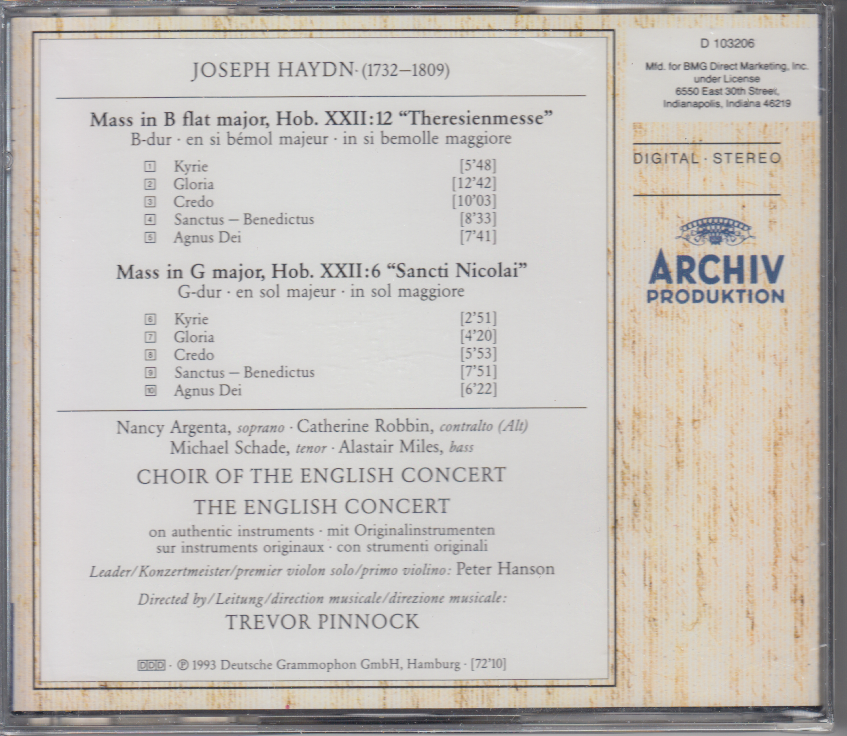 JOSEPH HAYDN · (1732–1809)
Mass in B flat major, Hob. XXII:12 “Theresienmesse”
B-dur · en si bémol majeur · in si bemolle maggiore
1 Kyrie [5’48]
2 Gloria [12’42]
3 Credo [10’03]
4 Sanctus – Benedictus [8’33]
5 Agnus Dei [7’41]
Mass in G major, Hob. XXII:6 “Sancti Nicolai”
G-dur · en sol majeur · in sol maggiore
6 Kyrie [2’51]
7 Gloria [4’20]
8 Credo [5’53]
9 Sanctus – Benedictus [7’51]
10 Agnus Dei [6’22]
Nancy Argenta, soprano · Catherine Robbin, contralto (Alt)
Michael Schade, tenor · Alastair Miles, bass
CHOIR OF THE ENGLISH CONCERT
THE ENGLISH CONCERT
on authentic instruments · mit Originalinstrumenten
sur instruments originaux · con strumenti originali
Leader/Konzertmeister/premier violon solo/primo violino: Peter Hanson
Directed by/Leitung/direction musicale/direzione musicale:
TREVOR PINNOCK
DDD · ℗ 1993 Deutsche Grammophon GmbH, Hamburg · [72’10]
D 103206
Mfd. for BMG Direct Marketing, Inc.
under License
6550 East 30th Street,
Indianapolis, Indiana 46219
DIGITAL · STEREO
ARCHIV
PRODUKTION